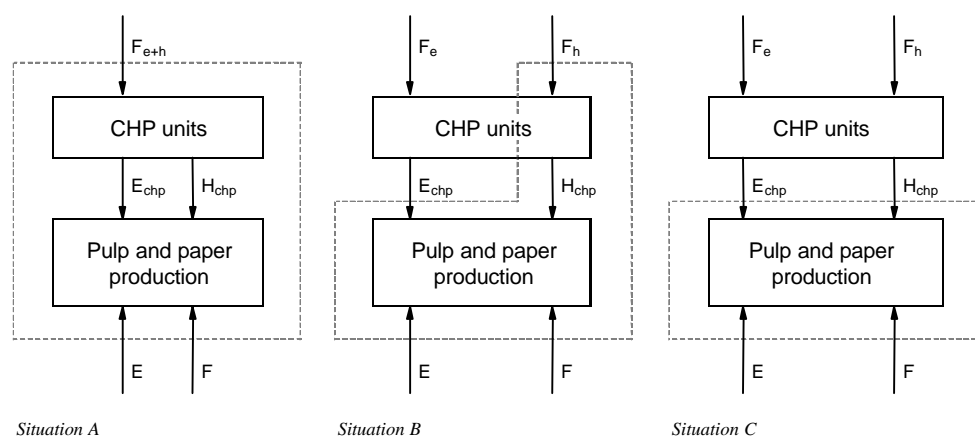 F_e+h
CHP units
E_chp
H_chp
Pulp and paper
production
E
F
Situation A
F_e
F_h
CHP units
E_chp
H_chp
Pulp and paper
production
E
F
Situation B
F_e
F_h
CHP units
E_chp
H_chp
Pulp and paper
production
E
F
Situation C